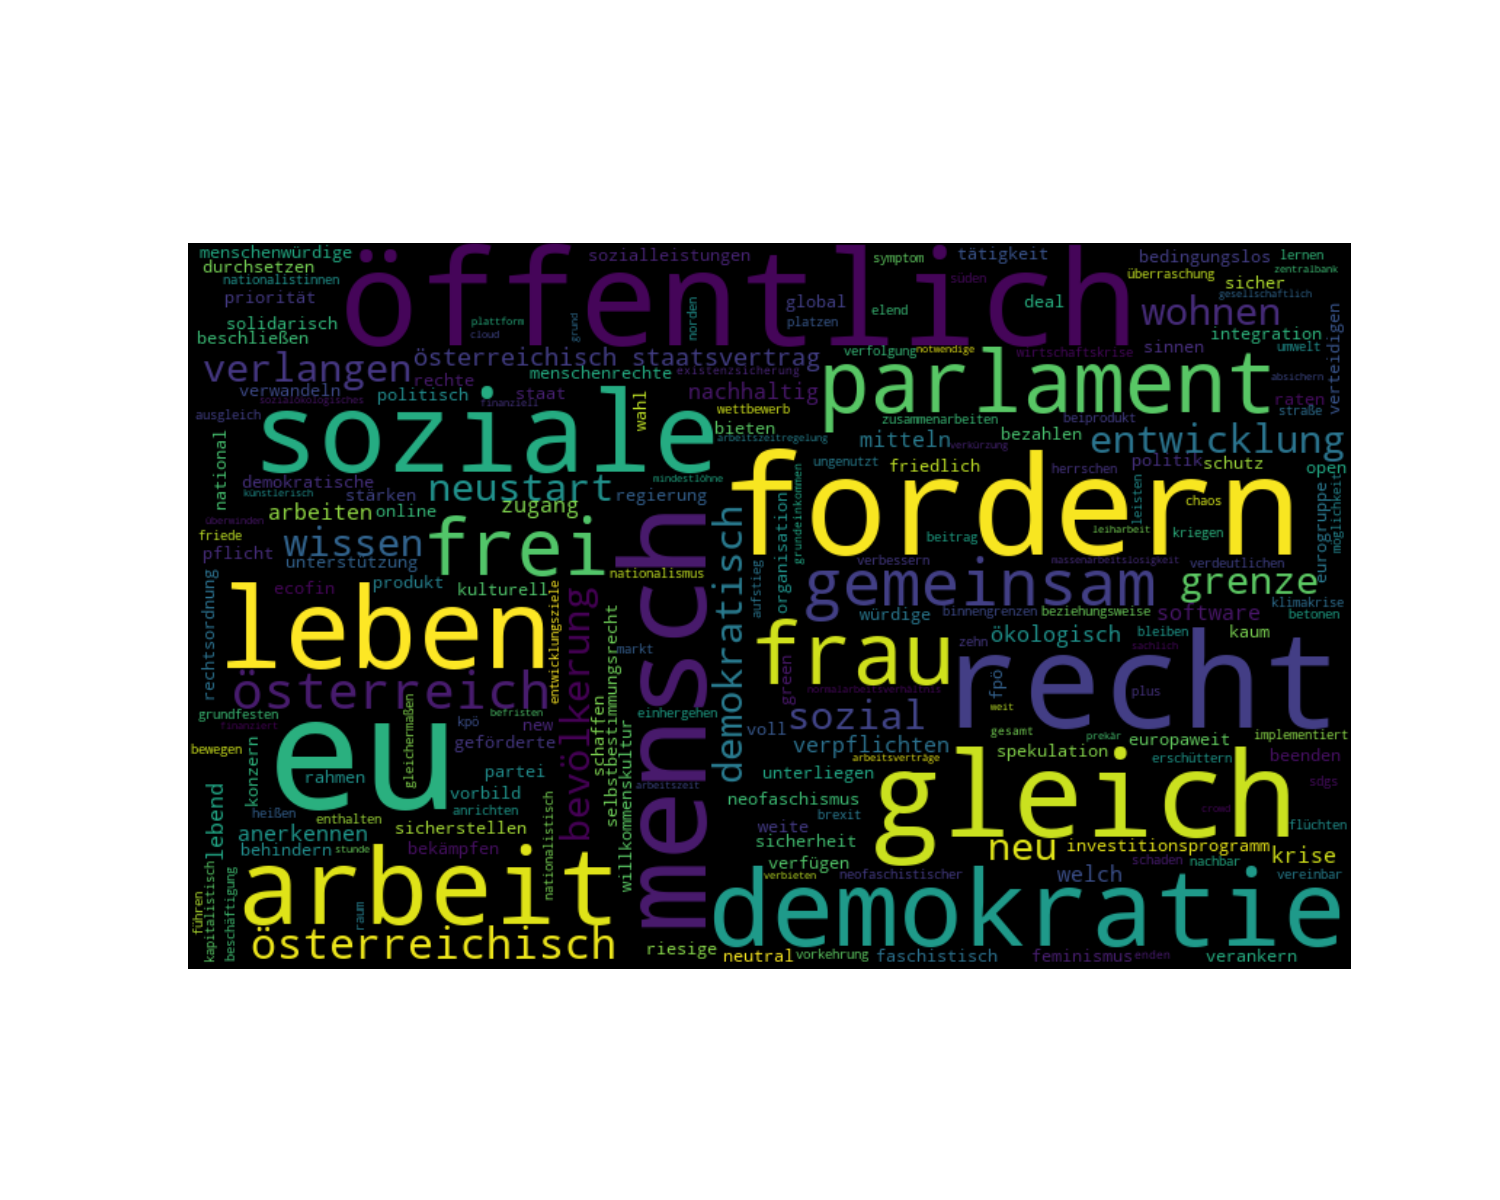 menschenwürdige
öffentlich
sozialleistungen
symptom
tätigkeit
bedingungslos
lernen
durchsetzen
nationalistinnen
süden
überraschung
zentralbank
sicher
priorität
global
deal
gesellschaftlich
elend
wohnen
solidarisch
plattform
cloud
grund
norden
platzen
integration
verteidigen
beschließen
verlangen
österreichisch staatsvertrag
verfolgung
notwendige
parlament
wirtschaftskrise
sinnen
umwelt
menschenrechte
existenzsicherung
absichern
rechte
verwandeln
politisch
staat
nachhaltig
raten
sozialökologisches
finanziell
wahl
wettbewerb
straße
ausgleich
soziale
bieten
zusammenarbeiten
beiprodukt
arbeitszeitregelung
mitteln
verkürzung
bezahlen
entwicklung
national
fordern
ungenutzt
friedlich
herrschen
politik
schutz
open
demokratische
neustart
mindestlöhne
künstlerisch
stärken
regierung
grundeinkommen
leisten
chaos
eurogruppe
möglichkeit
zugang
arbeiten
online
demokratisch
organisation
überwinden
friede
wissen
frei
mensch
beitrag
leiharbeit
kriegen
pflicht
unterstützung
nationalismus
verbessern
massenarbeitslosigkeit
verdeutlichen
rechtsordnung
ecofin
produkt
kulturell
entwicklungsziele
bevölkerung
aufstieg
gemeinsam
grenze
leben
selbstbestimmungsrecht
würdige
binnengrenzen
beziehungsweise
software
klimakrise
betonen
frau
zehn
ökologisch
bleiben
kaum
markt
recht
sachlich
österreich
green
normalarbeitsverhältnis
fpö
plus
weit
grundfesten
finanziert
eu
gleichermaßen
befristen
kpö
new
schaffen
einhergehen
voll
sozial
gesamt
prekär
europaweit
implementiert
bewegen
konzern
geförderte
willkommenskultur
verpflichten
arbeitsverträge
spekulation
erschüttern
beenden
rahmen
partei
unterliegen
gleich
sdgs
vorbild
arbeitszeit
neofaschismus
lebend
heißen
anrichten
brexit
crowd
enthalten
sicherstellen
nationalistisch
weite
flüchten
anerkennen
sicherheit
neu
investitionsprogramm
krise
behindern
stunde
bekämpfen
verfügen
schaden
nachbar
kapitalistisch
beschäftigung
arbeit
verbieten
neofaschistischer
welch
vereinbar
führen
raum
demokratie
österreichisch
riesige
neutral
vorkehrung
faschistisch
feminismus
enden
verankern